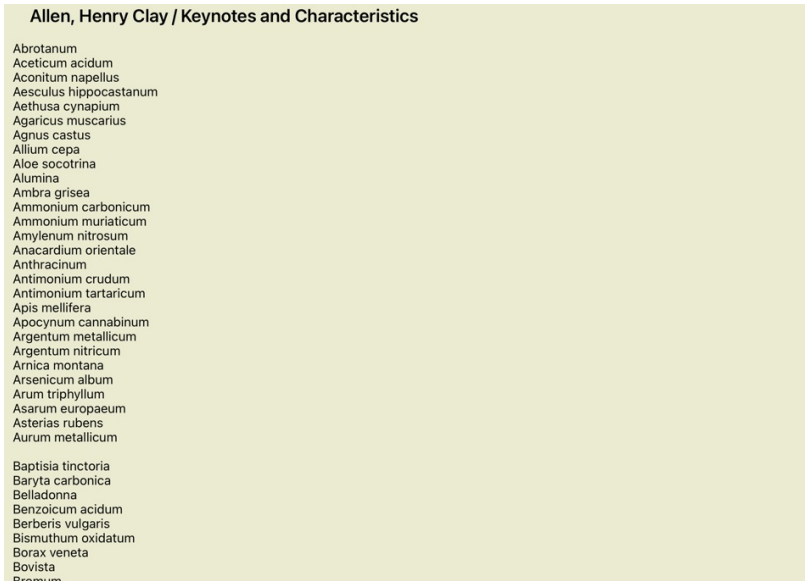 Allen, Henry Clay / Keynotes and Characteristics
Abrotanum
Aceticum acidum
Aconitum napellus
Aesculus hippocastanum
Aethusa cynapium
Agaricus muscarius
Agnus castus
Allium cepa
Aloe socotrina
Alumina
Ambra grisea
Ammonium carbonicum
Ammonium muriaticum
Amylenum nitrosum
Anacardium orientale
Anthracinum
Antimonium crudum
Antimonium tartaricum
Apis mellifera
Apocynum cannabinum
Argentum metallicum
Argentum nitricum
Arnica montana
Arsenicum album
Arum triphyllum
Asarum europaeum
Asterias rubens
Aurum metallicum
Baptisia tinctoria
Baryta carbonica
Belladonna
Benzoicum acidum
Berberis vulgaris
Bismuthum oxidatum
Borax veneta
Bovista
Bromum